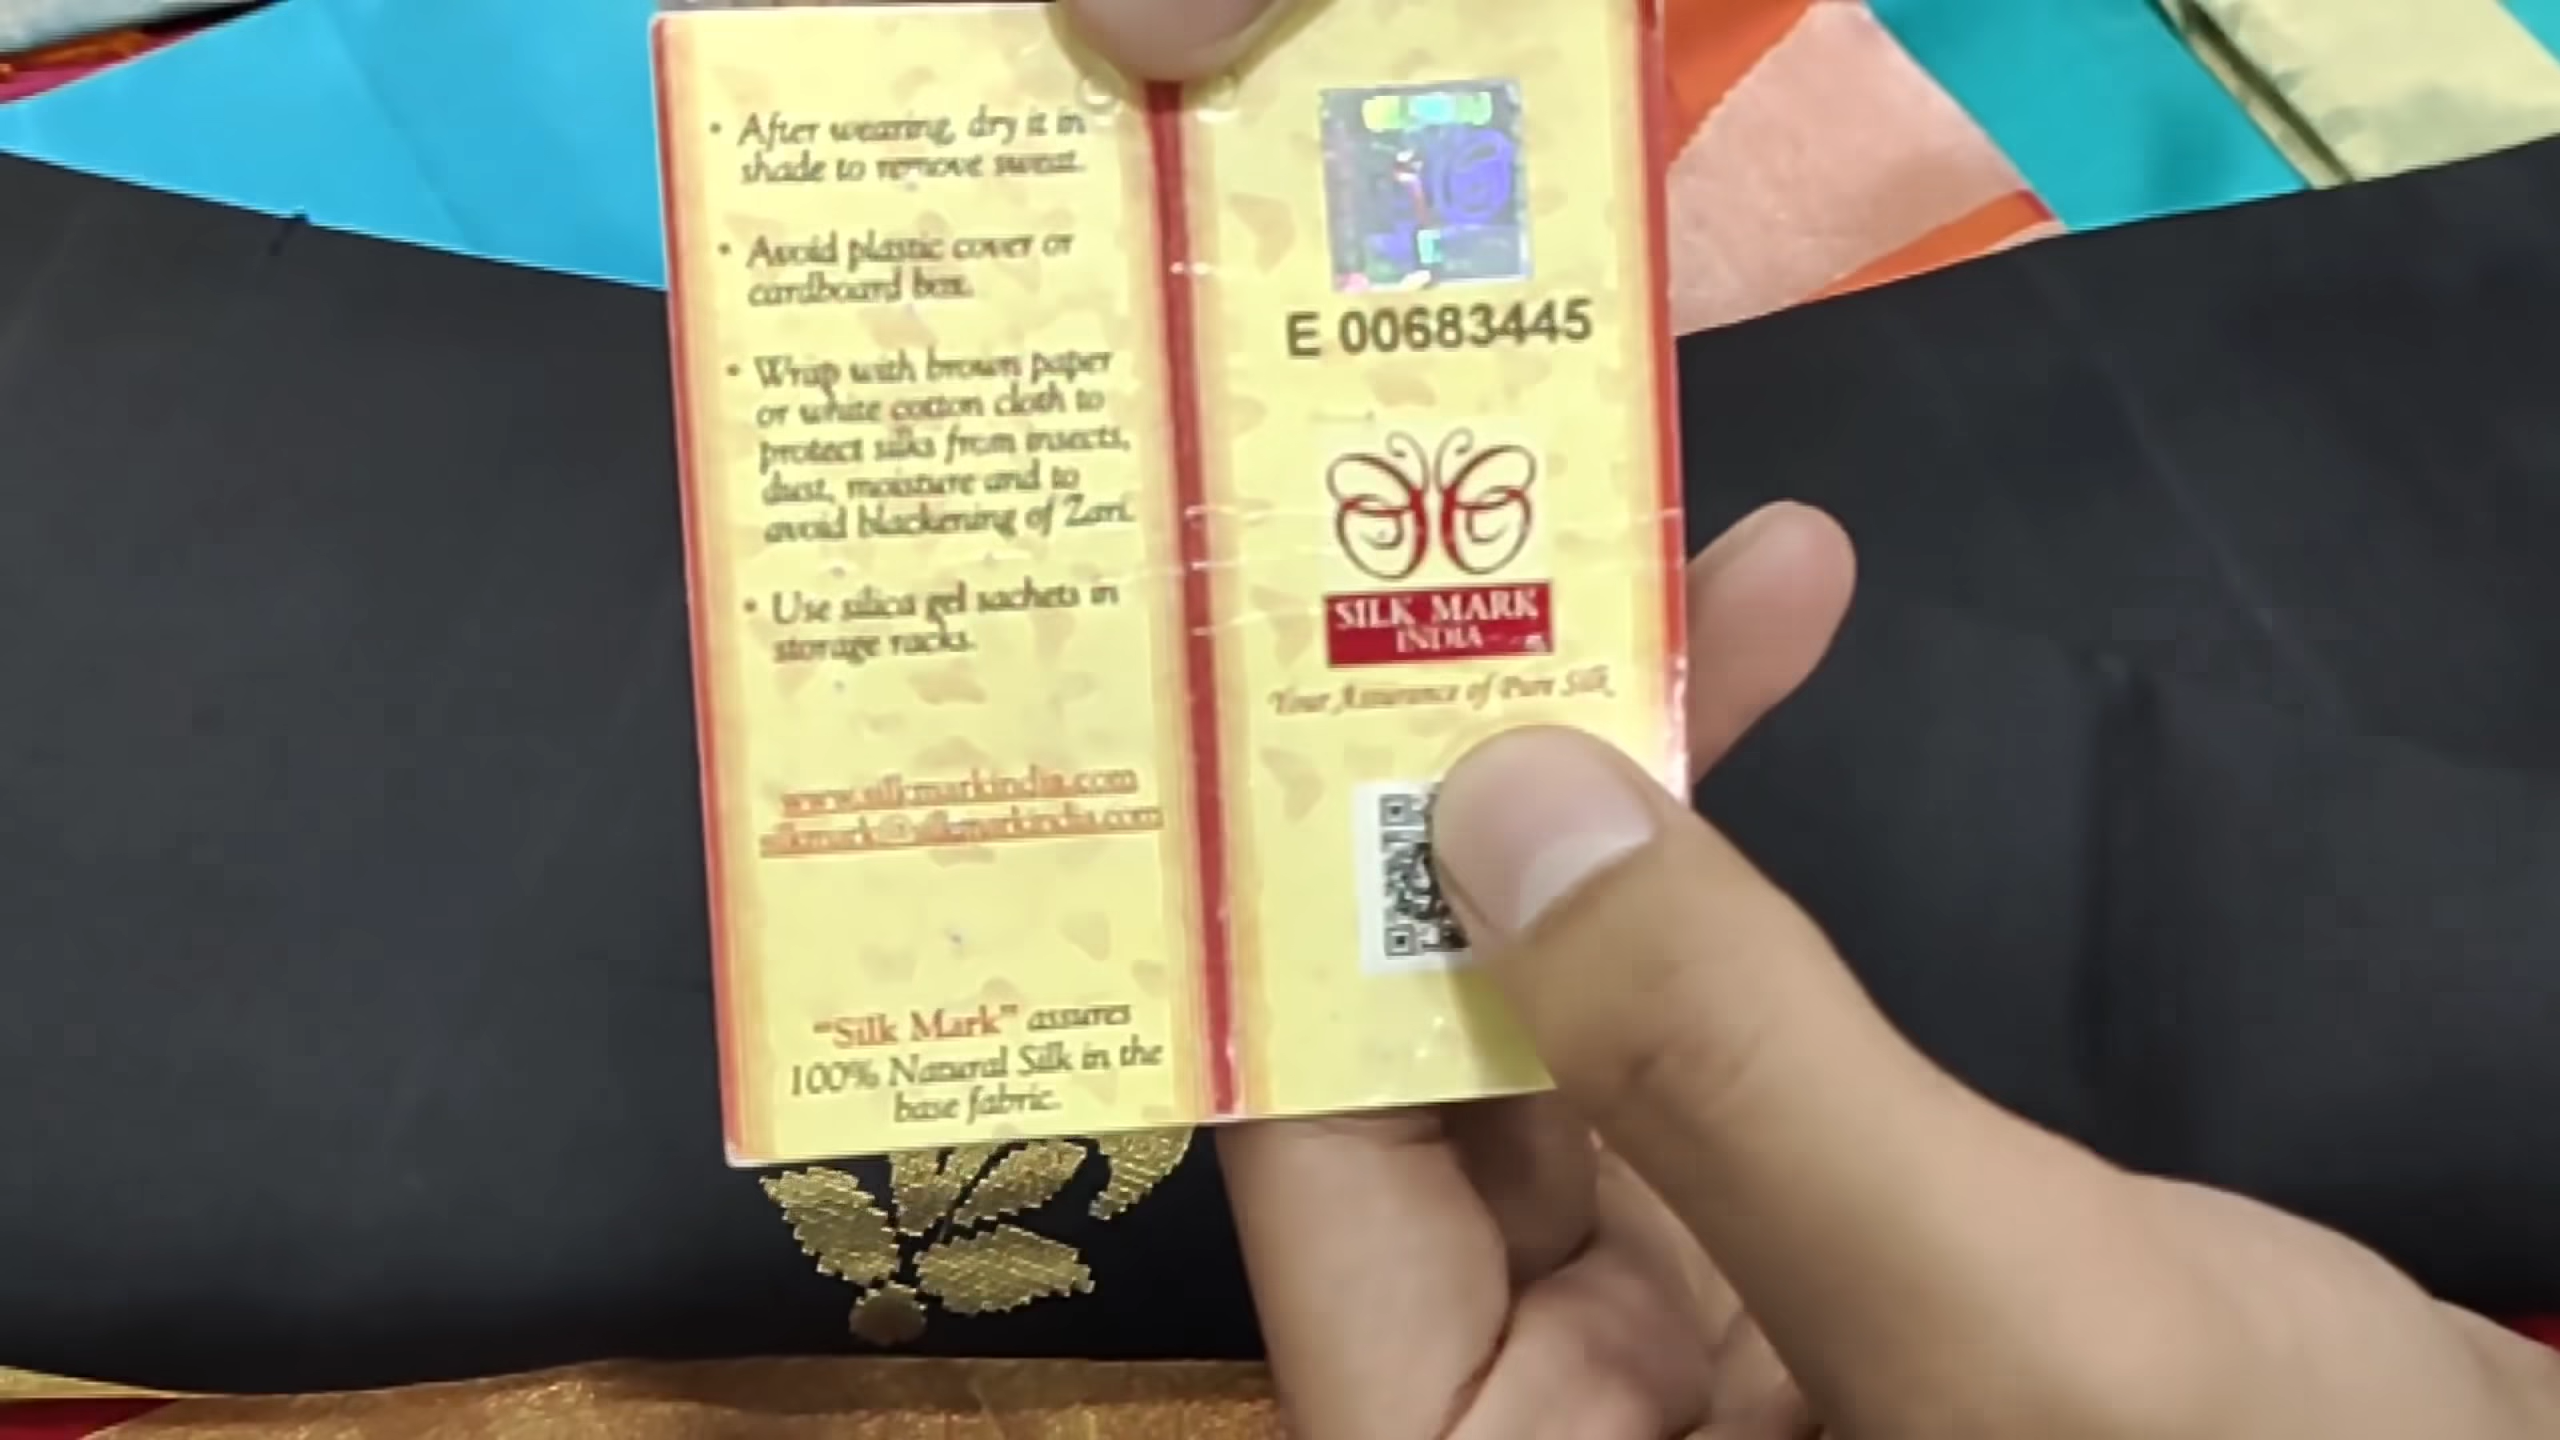 • After wearing, dry it in
shade to remove sweat.
• Avoid plastic cover or
cardboard box.
• Wrap with brown paper
or white cotton cloth to
protect silks from insects,
dust, moisture and to
avoid blackening of Zari.
• Use silica gel sachets in
storage racks.
www.silkmarkindia.com
silkmark@silkmarkindia.com
"Silk Mark" assures
100% Natural Silk in the
base fabric.
E 00683445
SILK MARK
INDIA
Your Assurance of Pure Silk